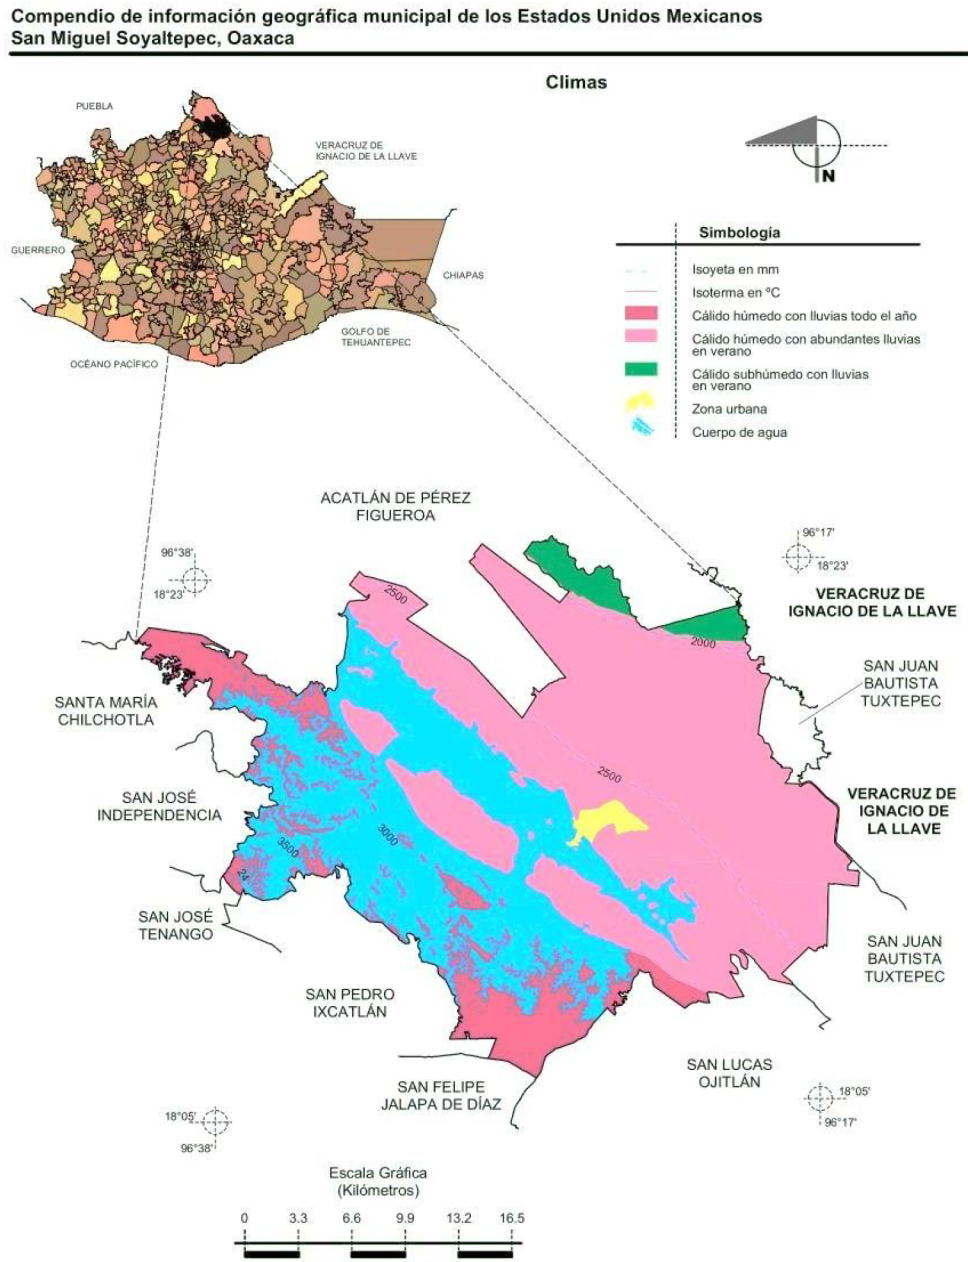 Compendio de información geográfica municipal de los Estados Unidos Mexicanos
San Miguel Soyaltepec, Oaxaca
Climas
PUEBLA
VERACRUZ DE
IGNACIO DE LA LLAVE
GUERRERO
CHIAPAS
GOLFO DE
TEHUANTEPEC
OCÉANO PACÍFICO
N
Simbología
Isoyeta en mm
Isoterma en ºC
Cálido húmedo con lluvias todo el año
Cálido húmedo con abundantes lluvias
en verano
Cálido subhúmedo con lluvias
en verano
Zona urbana
Cuerpo de agua
ACATLÁN DE PÉREZ
FIGUEROA
96°38'
18°23'
96°17'
18°23'
VERACRUZ DE
IGNACIO DE LA LLAVE
2500
2000
SAN JUAN
BAUTISTA
TUXTEPEC
SANTA MARÍA
CHILCHOTLA
2500
VERACRUZ DE
IGNACIO DE
LA LLAVE
SAN JOSÉ
INDEPENDENCIA
3000
3500
24
SAN JOSÉ
TENANGO
SAN JUAN
BAUTISTA
TUXTEPEC
SAN PEDRO
IXCATLÁN
SAN LUCAS
OJITLÁN
SAN FELIPE
JALAPA DE DÍAZ
18°05'
96°38'
18°05'
96°17'
Escala Gráfica
(Kilómetros)
0 3.3 6.6 9.9 13.2 16.5